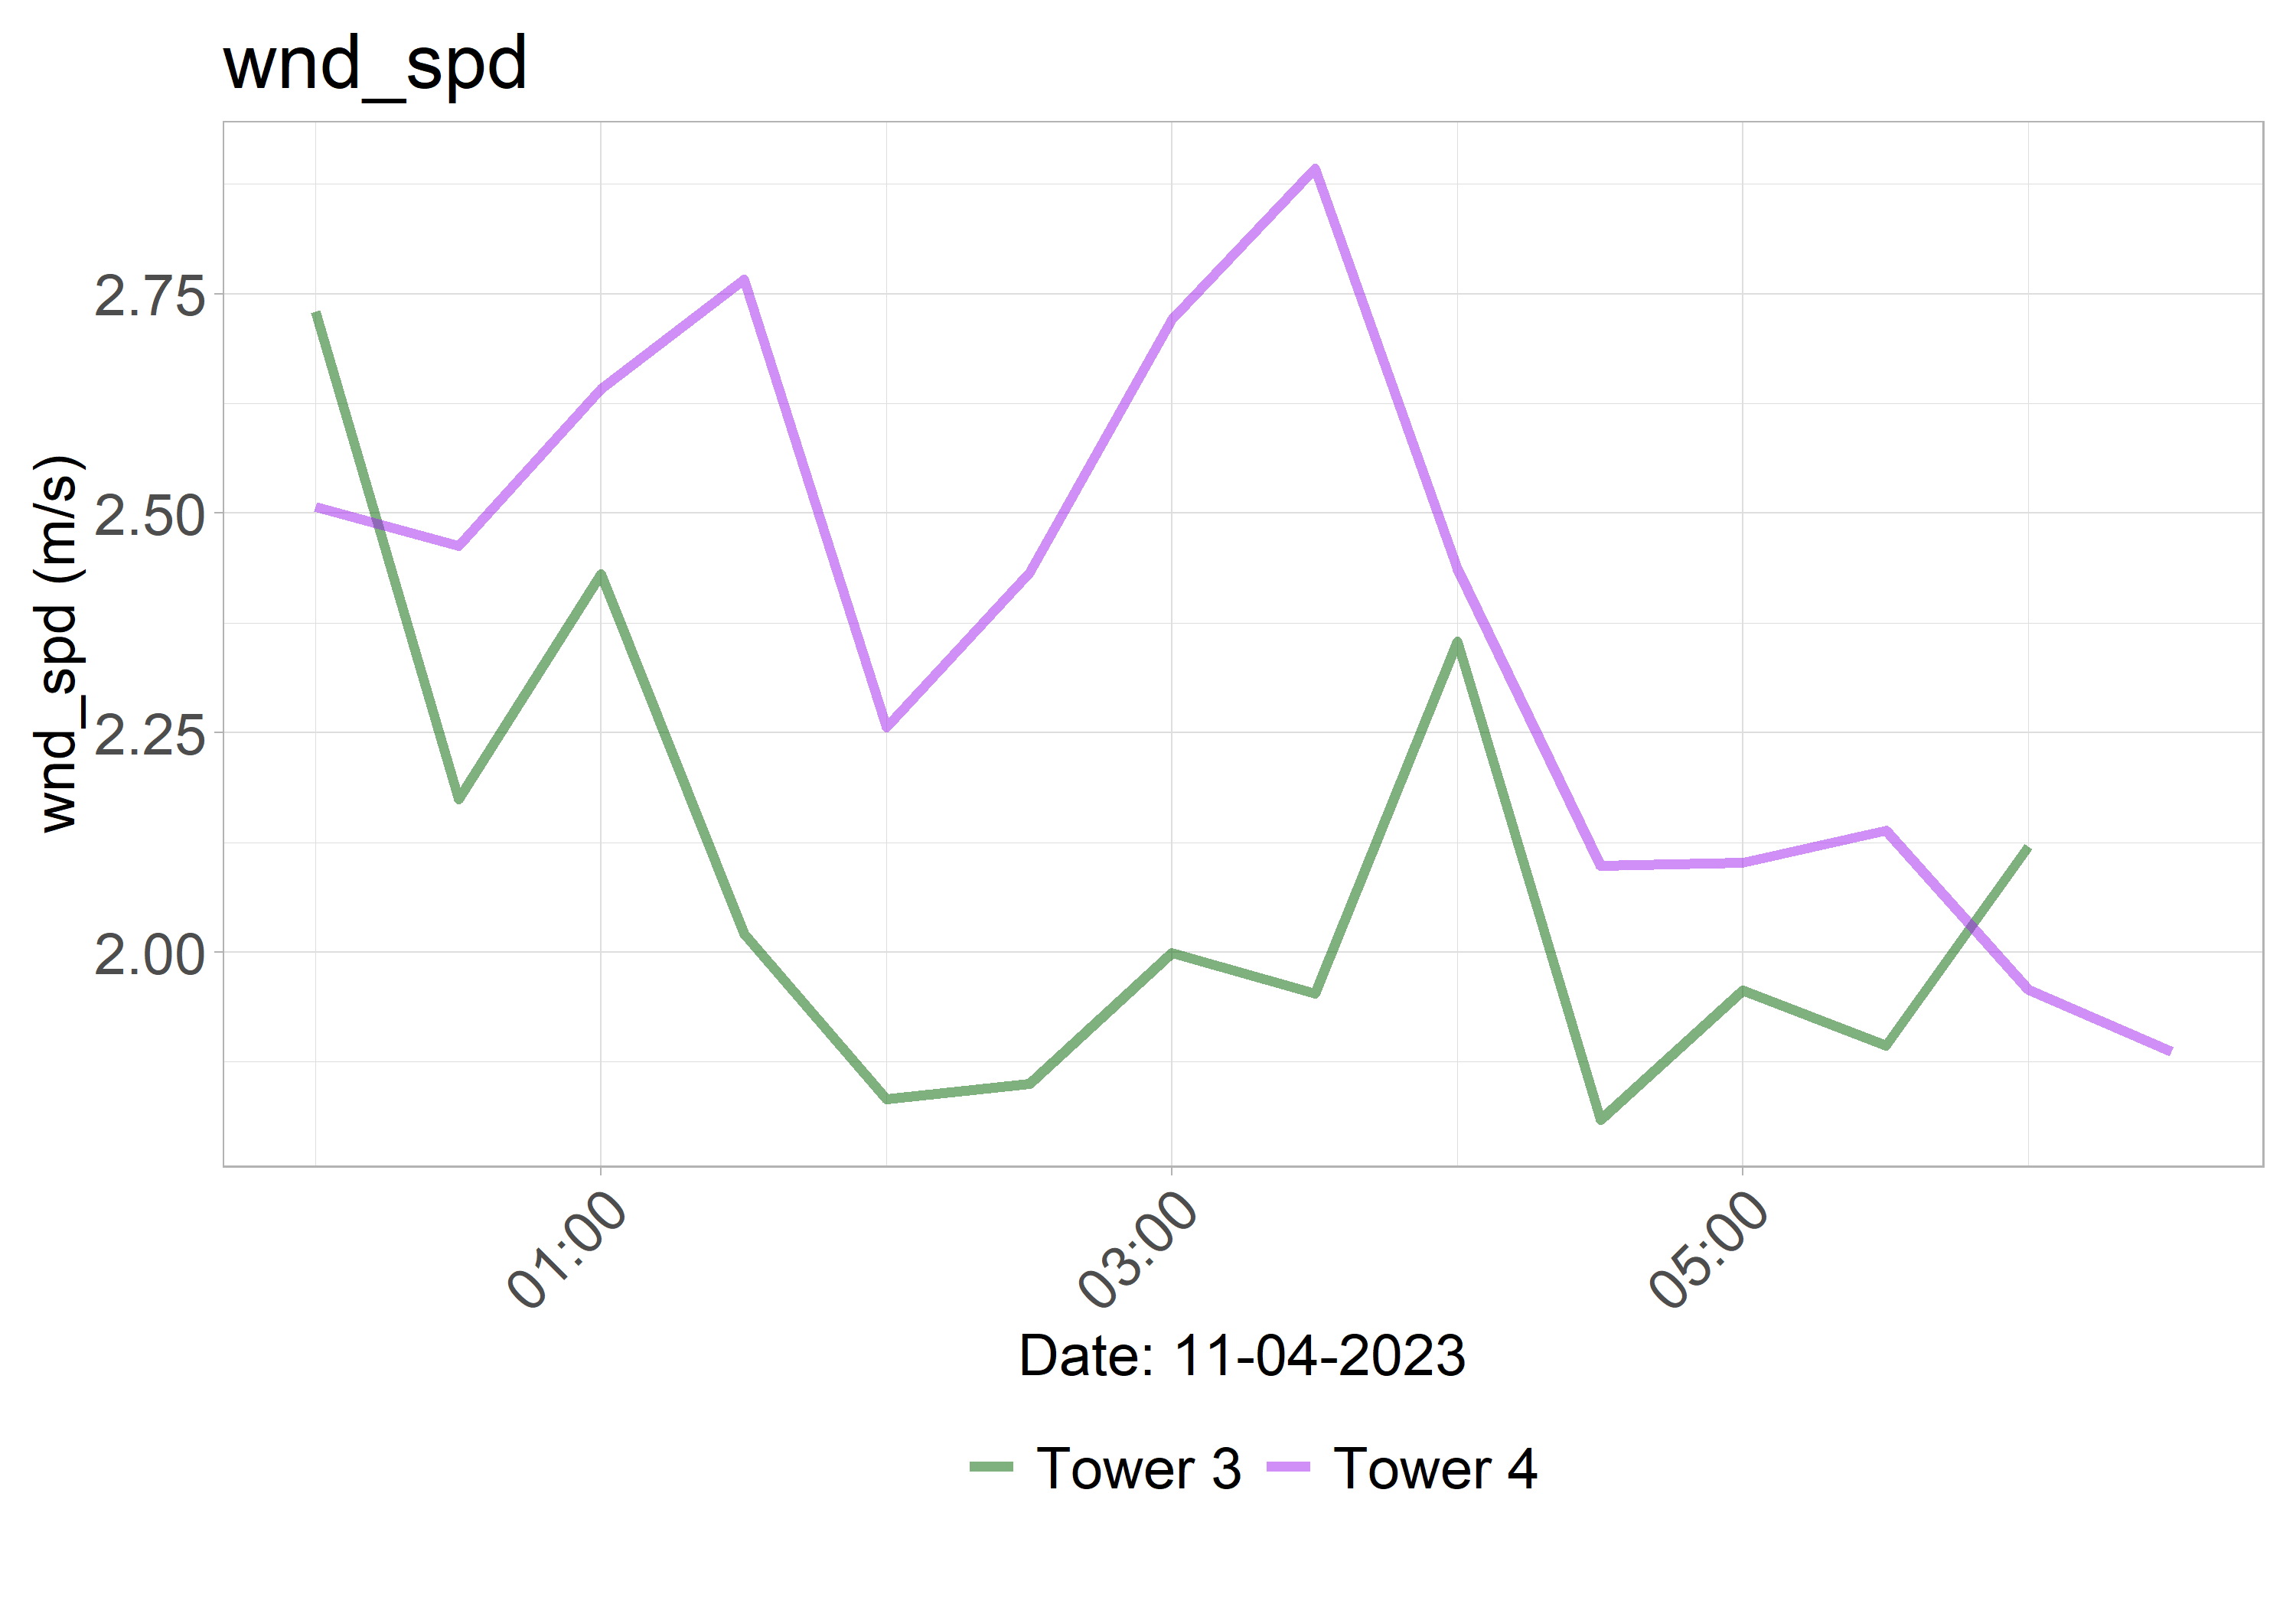 wnd_spd
wnd_spd (m/s)
2.75
2.50
2.25
2.00
01:00
03:00
05:00
Date: 11-04-2023
Tower 3
Tower 4